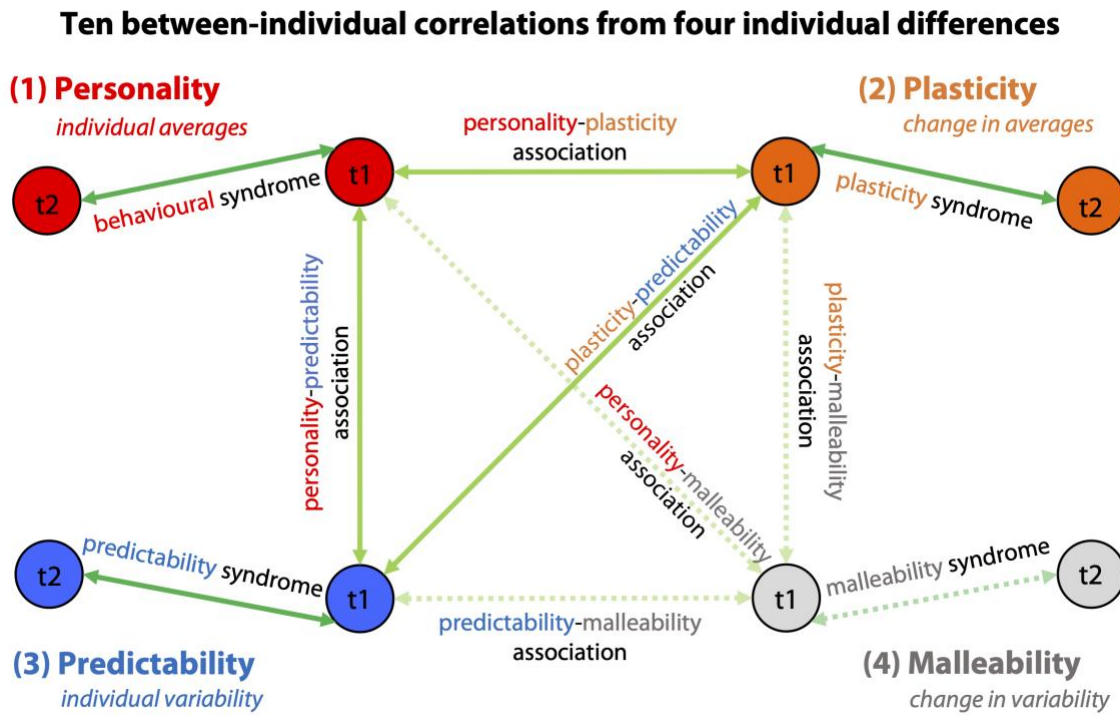 Ten between-individual correlations from four individual differences
(1) Personality
individual averages
(2) Plasticity
change in averages
personality-plasticity
association
t2
t1
behavioural syndrome
t1
t2
plasticity syndrome
personality-predictability
association
plasticity-predictability
association
personality-malleability
association
plasticity-malleability
association
t2
t1
predictability syndrome
predictability-malleability
association
t1
t2
malleability syndrome
(3) Predictability
individual variability
(4) Malleability
change in variability